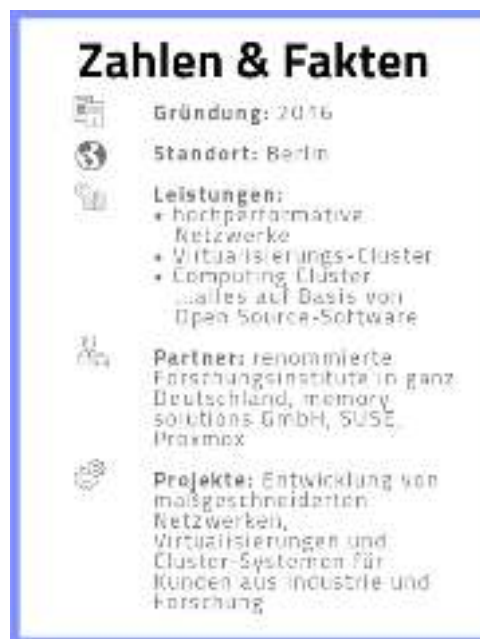 Zahlen & Fakten
Gründung: 2016
Standort: Berlin
Leistungen:
• hochperformative
Netzwerke
• Virtualisierungs-Cluster
• Computing Cluster
...alles auf Basis von
Open Source-Software
Partner: renommierte
Forschungsinstitute in ganz
Deutschland, memory
solutions GmbH, SUSE,
Proxmox
Projekte: Entwicklung von
maßgeschneiderten
Netzwerken,
Virtualisierungen und
Cluster-Systemen für
Kunden aus Industrie und
Forschung